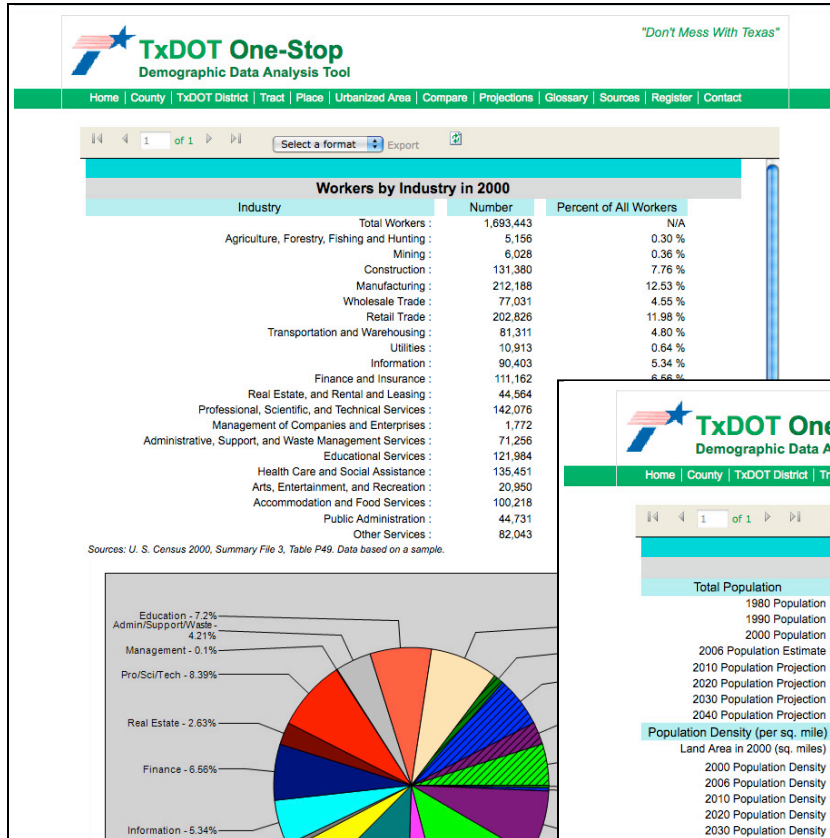 "Don't Mess With Texas"
TxDOT One-Stop
Demographic Data Analysis Tool
Home | County | TxDOT District | Tract | Place | Urbanized Area | Compare | Projections | Glossary | Sources | Register | Contact
1 of 1 Select a format Export
Workers by Industry in 2000
Industry Number Percent of All Workers
Total Workers : 1,693,443 N/A
Agriculture, Forestry, Fishing and Hunting : 5,156 0.30 %
Mining : 6,028 0.36 %
Construction : 131,380 7.76 %
Manufacturing : 212,188 12.53 %
Wholesale Trade : 77,031 4.55 %
Retail Trade : 202,826 11.98 %
Transportation and Warehousing : 81,311 4.80 %
Utilities : 10,913 0.64 %
Information : 90,403 5.34 %
Finance and Insurance : 111,162 6.56 %
Real Estate, and Rental and Leasing : 44,564
Professional, Scientific, and Technical Services : 142,076
Management of Companies and Enterprises : 1,772
Administrative, Support, and Waste Management Services : 71,256
Educational Services : 121,984
Health Care and Social Assistance : 135,451
Arts, Entertainment, and Recreation : 20,950
Accommodation and Food Services : 100,218
Public Administration : 44,731
Other Services : 82,043
Sources: U. S. Census 2000, Summary File 3, Table P49. Data based on a sample.
Education - 7.2%
Admin/Support/Waste -
4.21%
Management - 0.1%
Pro/Sci/Tech - 8.39%
Real Estate - 2.63%
Finance - 6.56%
Information - 5.34%
TxDOT One
Demographic Data A
Home | County | TxDOT District | Tr
1 of 1
Total Population
1980 Population
1990 Population
2000 Population
2006 Population Estimate
2010 Population Projection
2020 Population Projection
2030 Population Projection
2040 Population Projection
Population Density (per sq. mile)
Land Area in 2000 (sq. miles)
2000 Population Density
2006 Population Density
2010 Population Density
2020 Population Density
2030 Population Density